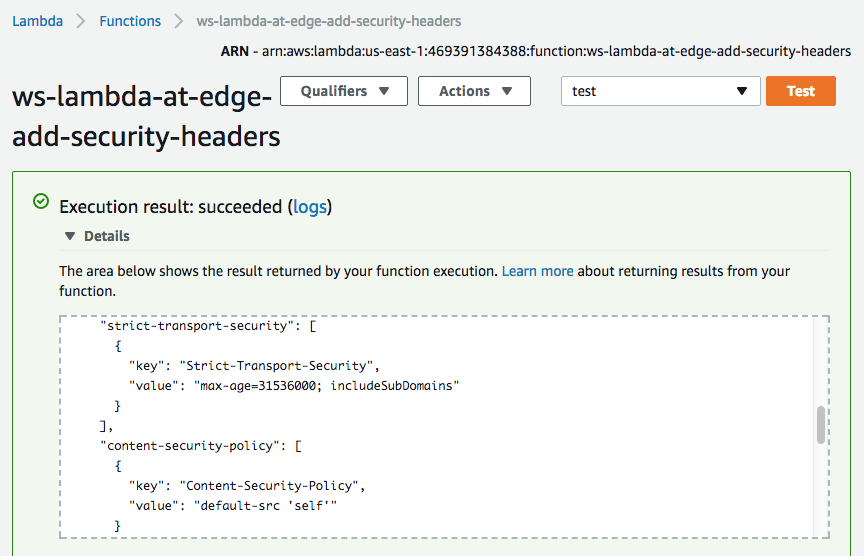 Lambda > Functions > ws-lambda-at-edge-add-security-headers
ARN - arn:aws:lambda:us-east-1:469391384388:function:ws-lambda-at-edge-add-security-headers
ws-lambda-at-edge-
add-security-headers
Qualifiers
Actions
test
Test
Execution result: succeeded (logs)
Details
The area below shows the result returned by your function execution. Learn more about returning results from your
function.
"strict-transport-security": [
{
"key": "Strict-Transport-Security",
"value": "max-age=31536000; includeSubDomains"
}
],
"content-security-policy": [
{
"key": "Content-Security-Policy",
"value": "default-src 'self'"
}